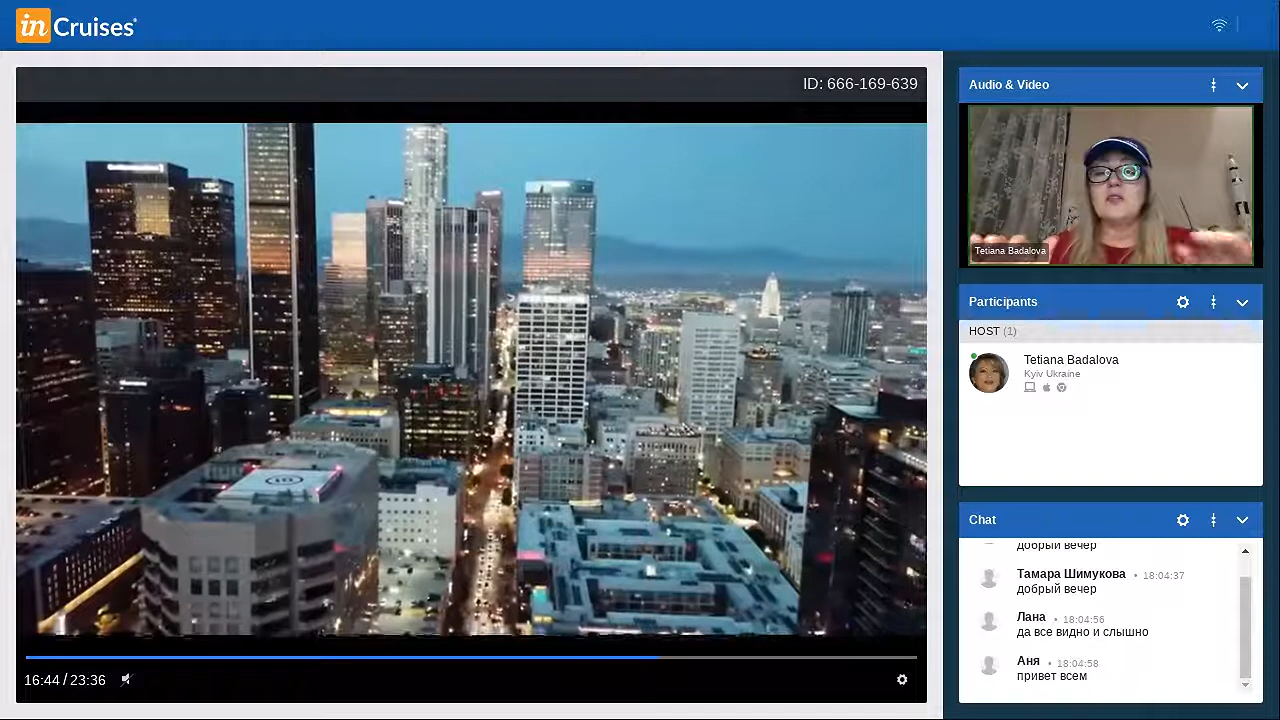 in Cruises®
ID: 666-169-639
16:44 / 23:36
Audio & Video
Tetiana Badalova
Participants
HOST (1)
Tetiana Badalova
Kyiv Ukraine
Chat
добрый вечер
Тамара Шимукова • 18:04:37
добрый вечер
Лана • 18:04:56
да все видно и слышно
Аня • 18:04:58
привет всем